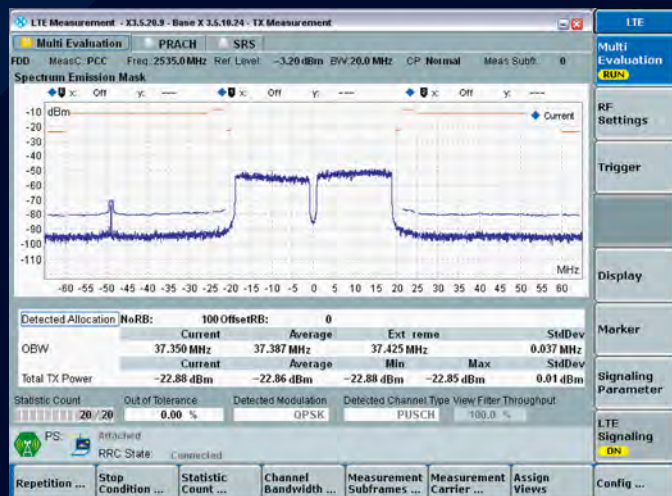 LTE Measurement - X3.5.20.9 - Base X 3.5.10.24 - TX Measurement
LTE
Multi Evaluation PRACH SRS
Multi Evaluation
RUN
FDD Meas C. PCC Freq.:2535.0 MHz Ref. Level: -3.20 dBm BW: 20.0 MHz CP Normal Meas Subfr. 0
Spectrum Emission Mask
x: Off y: --- x: Off y: --- x: Off y: ---
dBm
Current
-10
-20
-30
-40
-50
-60
-70
-80
-90
-100
-110
MHz
-60 -55 -50 -45 -40 -35 -30 -25 -20 -15 -10 -5 0 5 10 15 20 25 30 35 40 45 50 55 60
RF Settings
Trigger
Display
Marker
Signaling Parameter
LTE Signaling
ON
Detected Allocation NoRB: 100 OffsetRB: 0
Current Average Ext reme StdDev
OBW 37.350 MHz 37.387 MHz 37.425 MHz 0.037 MHz
Current Average Min Max StdDev
Total TX Power -22.88 dBm -22.86 dBm -22.88 dBm -22.85 dBm 0.01 dBm
Statistic Count Out of Tolerance Detected Modulation Detected Channel Type View Filter Throughput
20 / 20 0.00 % QPSK PUSCH 100.0 %
PS: Attached
RRC State: Connected
Repetition ... Stop Condition ... Statistic Count ... Channel Bandwidth ... Measurement Subframes ... Measurement Carrier ... Assign Views Config ...